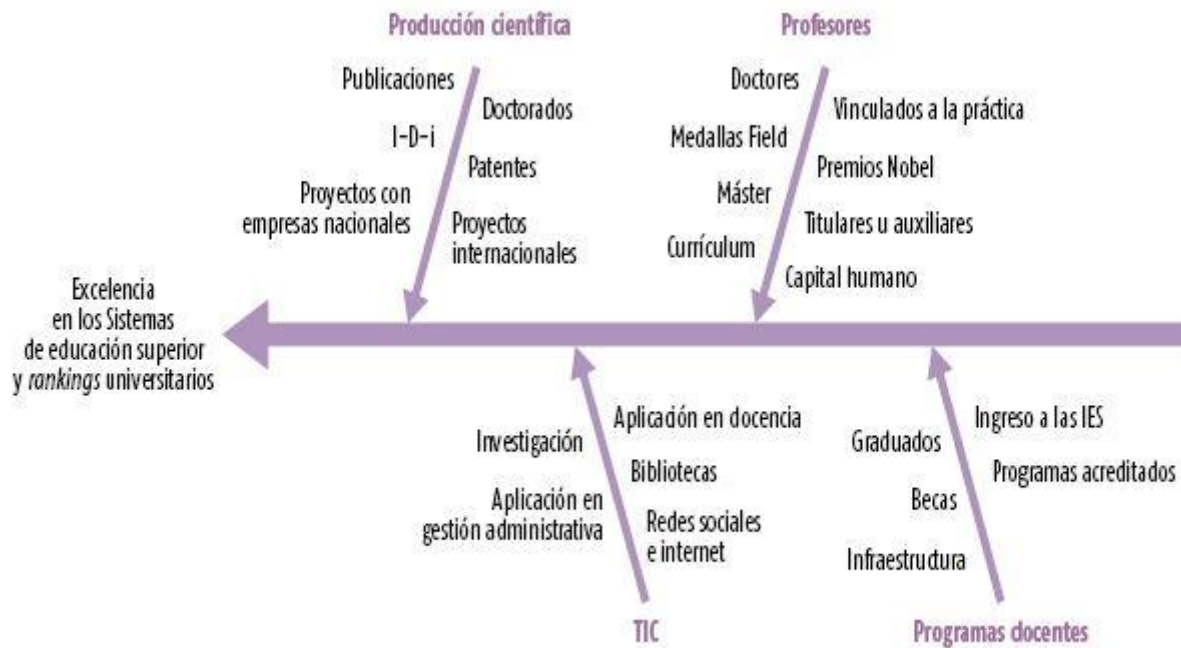 Producción científica
Publicaciones
Doctorados
I-D-i
Patentes
Proyectos con
empresas nacionales
Proyectos
internacionales
Profesores
Doctores
Vinculados a la práctica
Medallas Field
Premios Nobel
Máster
Titulares u auxiliares
Currículum
Capital humano
Excelencia
en los Sistemas
de educación superior
y rankings universitarios
Aplicación en docencia
Investigación
Bibliotecas
Aplicación en
gestión administrativa
Redes sociales
e internet
TIC
Ingreso a las IES
Graduados
Programas acreditados
Becas
Infraestructura
Programas docentes